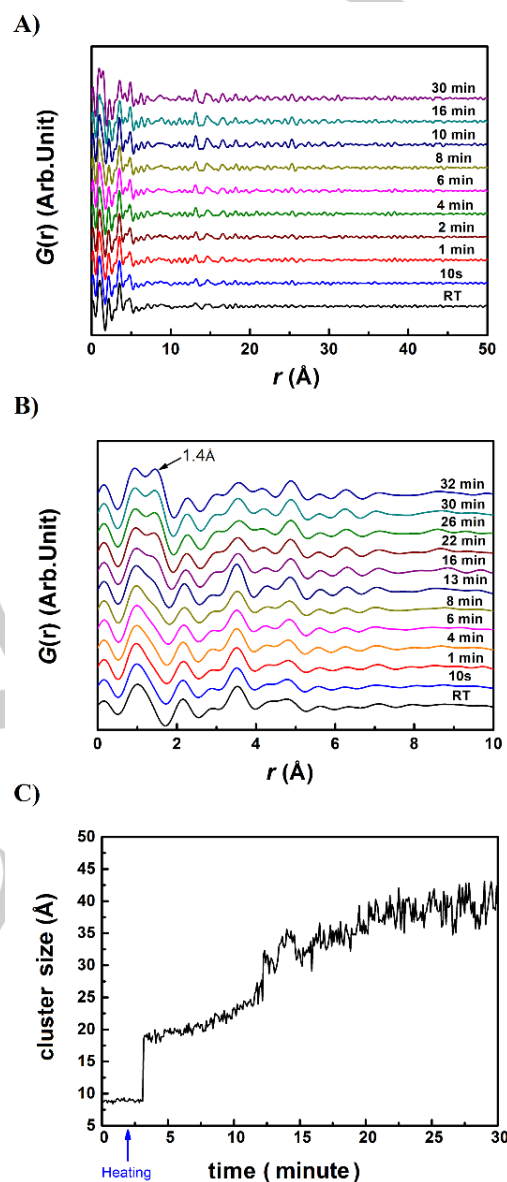 A)
G(r) (Arb.Unit)
30 min
16 min
10 min
8 min
6 min
4 min
2 min
1 min
10s
RT
0 10 20 30 40 50
r (Å)
B)
G(r) (Arb.Unit)
1.4Å
32 min
30 min
26 min
22 min
16 min
13 min
8 min
6 min
4 min
1 min
10s
RT
0 2 4 6 8 10
r (Å)
C)
cluster size (Å)
50
45
40
35
30
25
20
15
10
5
0 5 10 15 20 25 30
Heating
time ( minute )